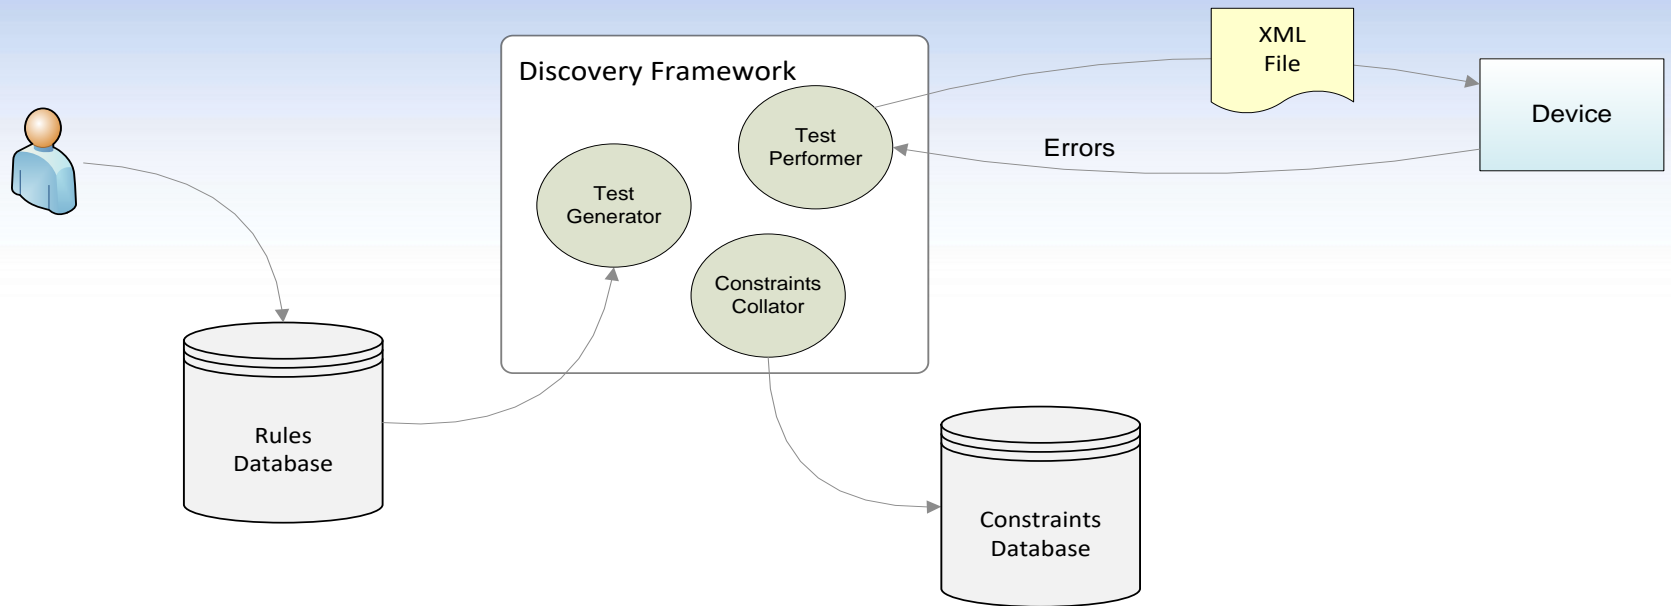 XML
File
Discovery Framework
Device
Test
Performer
Errors
Test
Generator
Constraints
Collator
Rules
Database
Constraints
Database